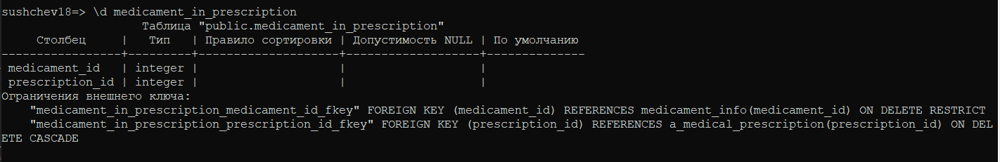 sushchev18=> \d medicament_in_prescription
Таблица "public.medicament_in_prescription"
Столбец | Тип | Правило сортировки | Допустимость NULL | По умолчанию
-----------------+---------+--------------------+-------------------+--------------
medicament_id | integer | | |
prescription_id | integer | | |
Ограничения внешнего ключа:
"medicament_in_prescription_medicament_id_fkey" FOREIGN KEY (medicament_id) REFERENCES medicament_info(medicament_id) ON DELETE RESTRICT
"medicament_in_prescription_prescription_id_fkey" FOREIGN KEY (prescription_id) REFERENCES a_medical_prescription(prescription_id) ON DEL
ETE CASCADE